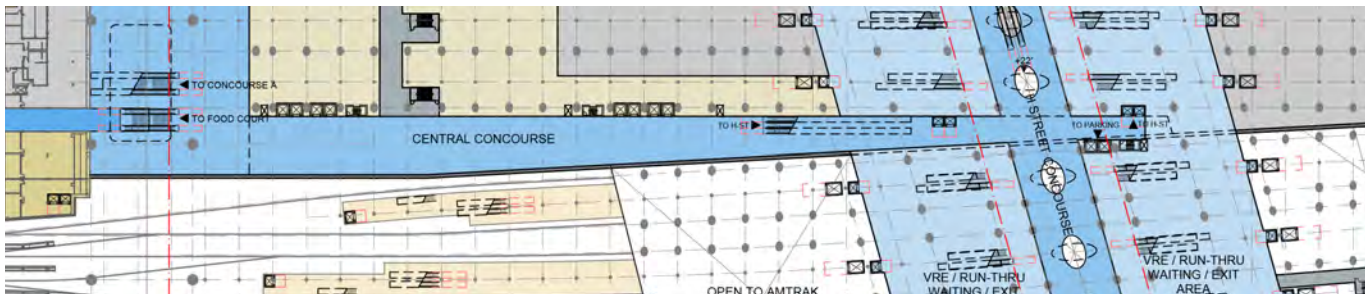 +22'
TO CONCOURSE A
TO FOOD COURT
CENTRAL CONCOURSE
TO H-ST
TO PARKING
TO H-ST
H STREET CONCOURSE
VRE / RUN-THRU
WAITING / EXIT
VRE / RUN-THRU
WAITING / EXIT
AREA
OPEN TO AMTRAK